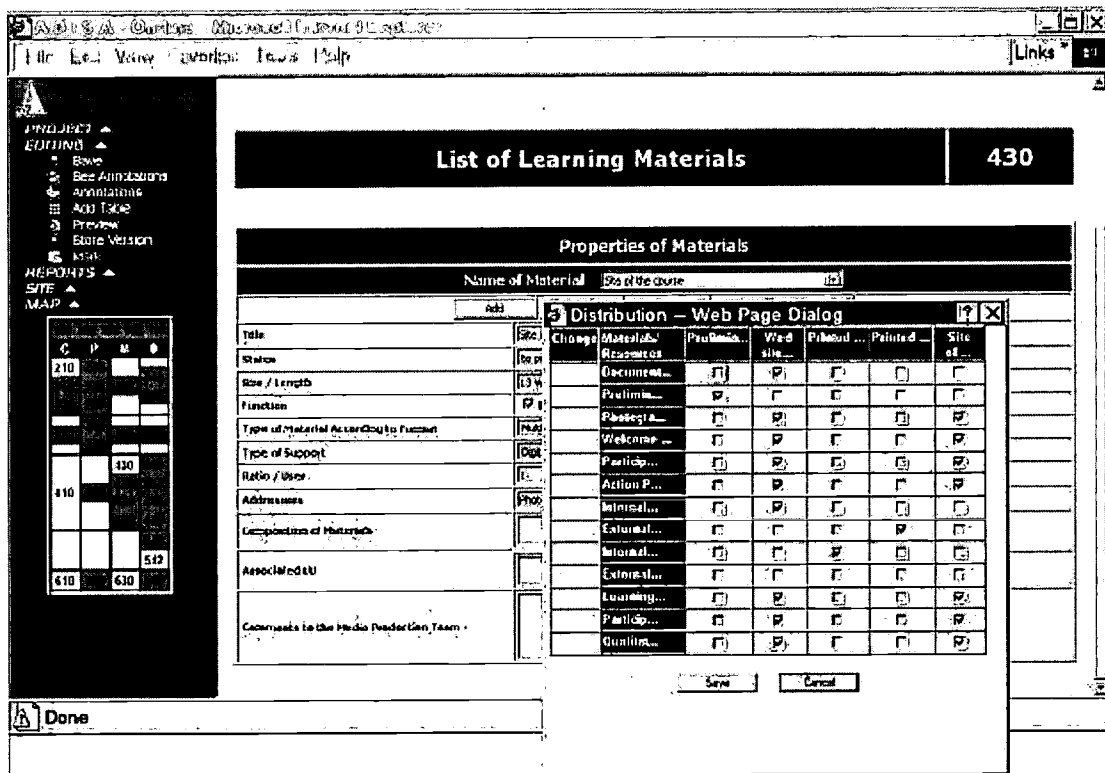 Links
PROJECT
EDITING
See Annotations
Annotations
Add Table
Preview
Store Version
REPORTS
SITE
MAP
List of Learning Materials 430
Properties of Materials
Name of Material Site of the course
Add
Title
Status
Size / Length
Function
Type of Material According to
Type of Support
Ratio / User
Addressees
Composition of Materials
Associated LU
Comments to the Media Production Team
210
430
410
512
610 630
Distribution — Web Page Dialog
Change Materials/ Web Printed ... Printed ... Site
Resources site... of ...
Document...
Prelimin...
Welcome ...
Particip...
Action P...
Internal...
External...
Internal...
External...
Learning...
Particip...
Save Cancel
Done